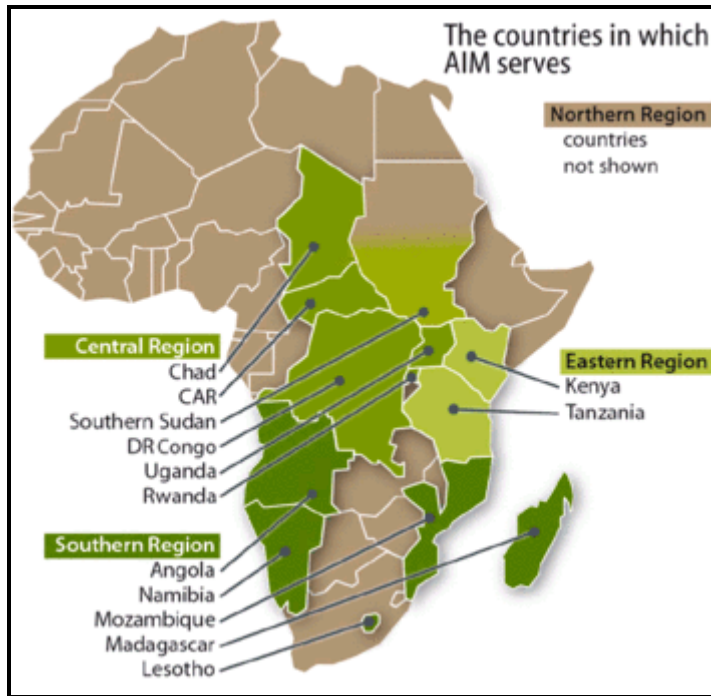 The countries in which
AIM serves
Northern Region
countries
not shown
Central Region
Chad
CAR
Southern Sudan
DR Congo
Uganda
Rwanda
Eastern Region
Kenya
Tanzania
Southern Region
Angola
Namibia
Mozambique
Madagascar
Lesotho